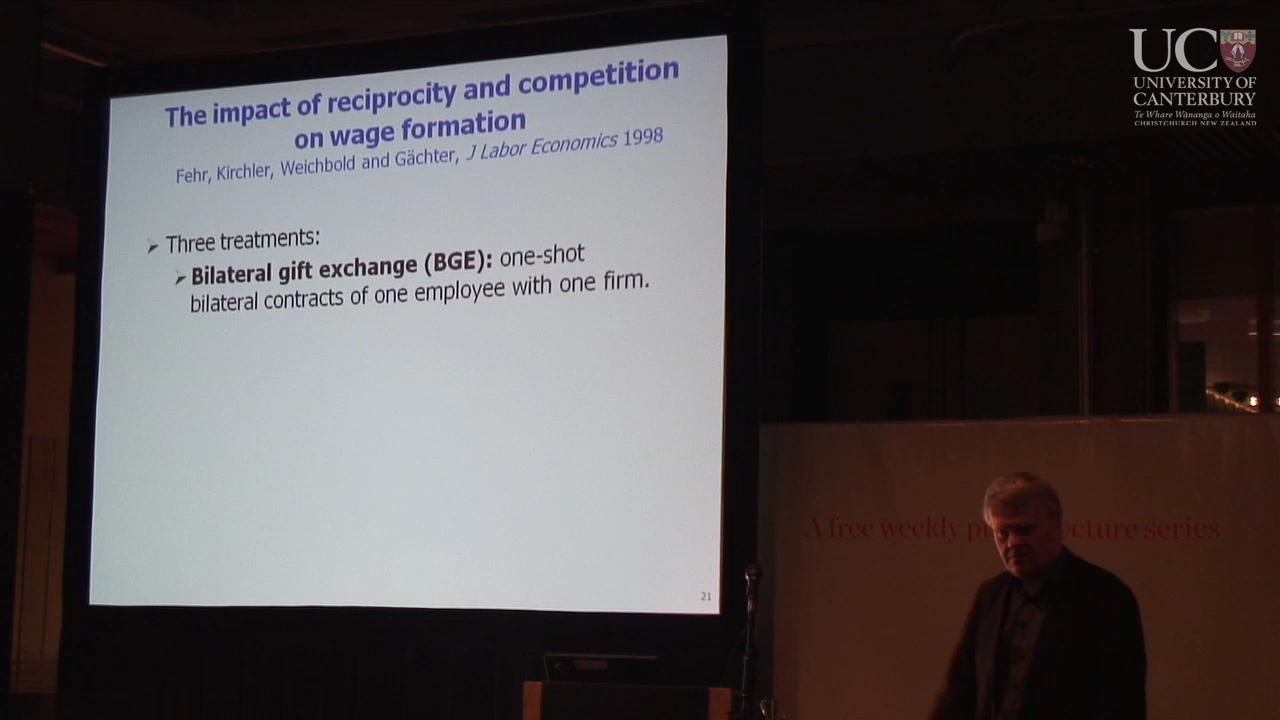 The impact of reciprocity and competition
on wage formation
Fehr, Kirchler, Weichbold and Gächter, J Labor Economics 1998
➢ Three treatments:
➢ Bilateral gift exchange (BGE): one-shot
bilateral contracts of one employee with one firm.
21
UC
UNIVERSITY OF
CANTERBURY
Te Whare Wānanga o Waitaha
CHRISTCHURCH NEW ZEALAND
A free weekly lecture series